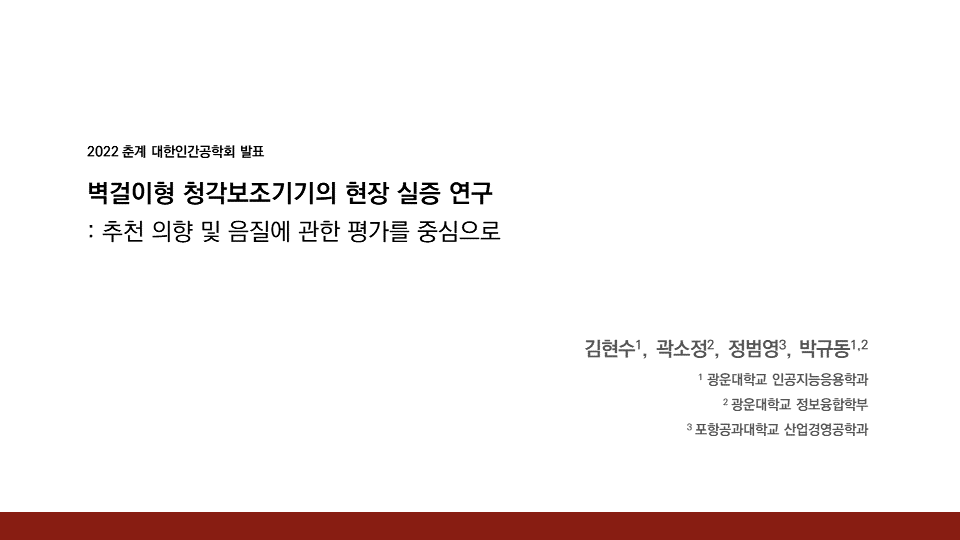 2022 춘계 대한인간공학회 발표
벽걸이형 청각보조기기의 현장 실증 연구
: 추천 의향 및 음질에 관한 평가를 중심으로
김현수1, 곽소정2, 정범영3, 박규동1,2
1 광운대학교 인공지능응용학과
2 광운대학교 정보융합학부
3 포항공과대학교 산업경영공학과